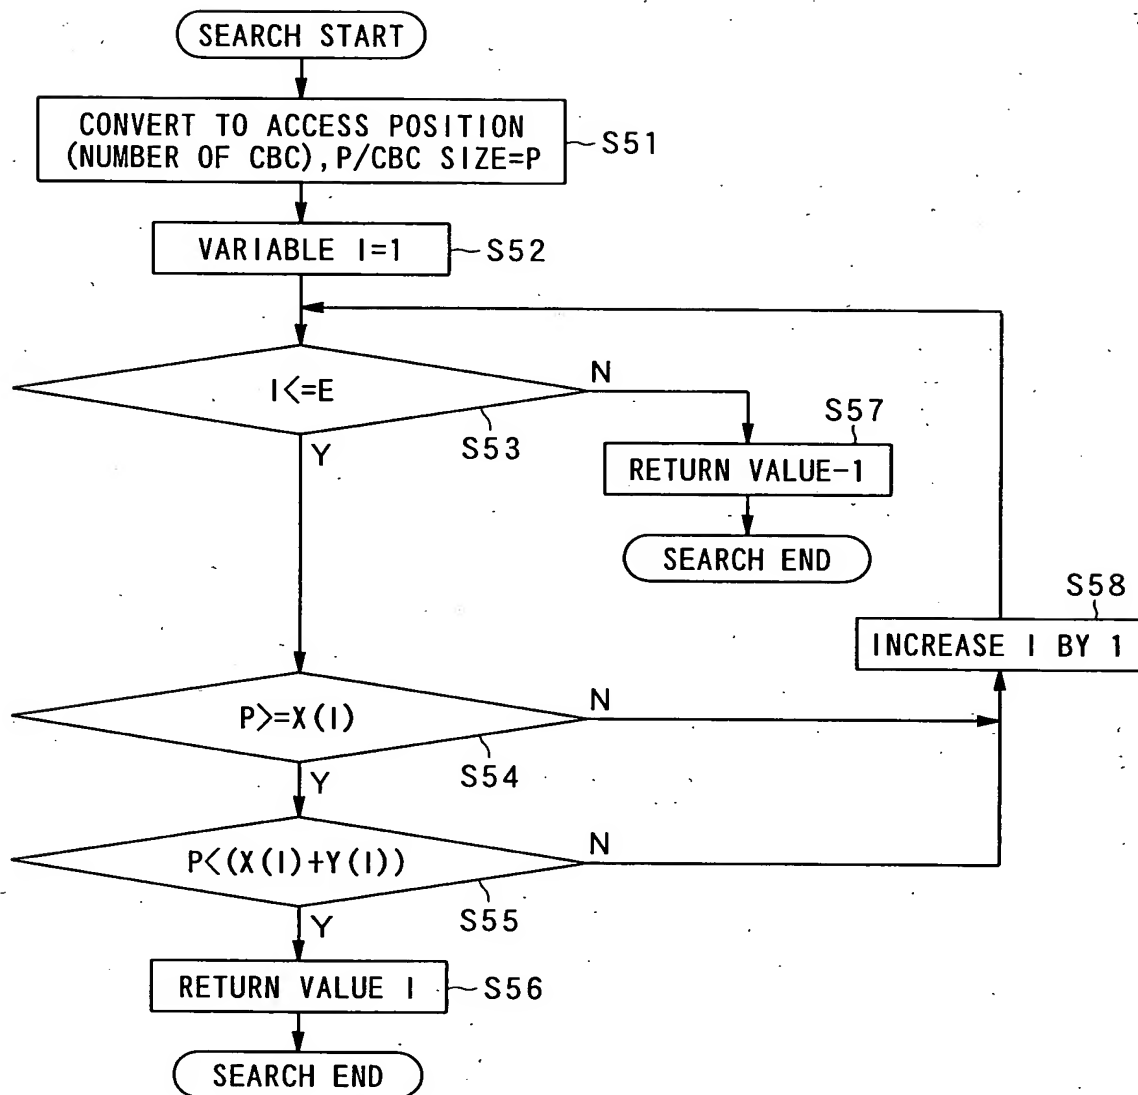 SEARCH START
CONVERT TO ACCESS POSITION
(NUMBER OF CBC), P/CBC SIZE=P
S51
VARIABLE I=1
S52
I<=E
N
S53
Y
S57
RETURN VALUE-1
SEARCH END
S58
INCREASE I BY 1
P>=X(I)
N
S54
Y
P<(X(I)+Y(I))
N
S55
Y
RETURN VALUE I
S56
SEARCH END